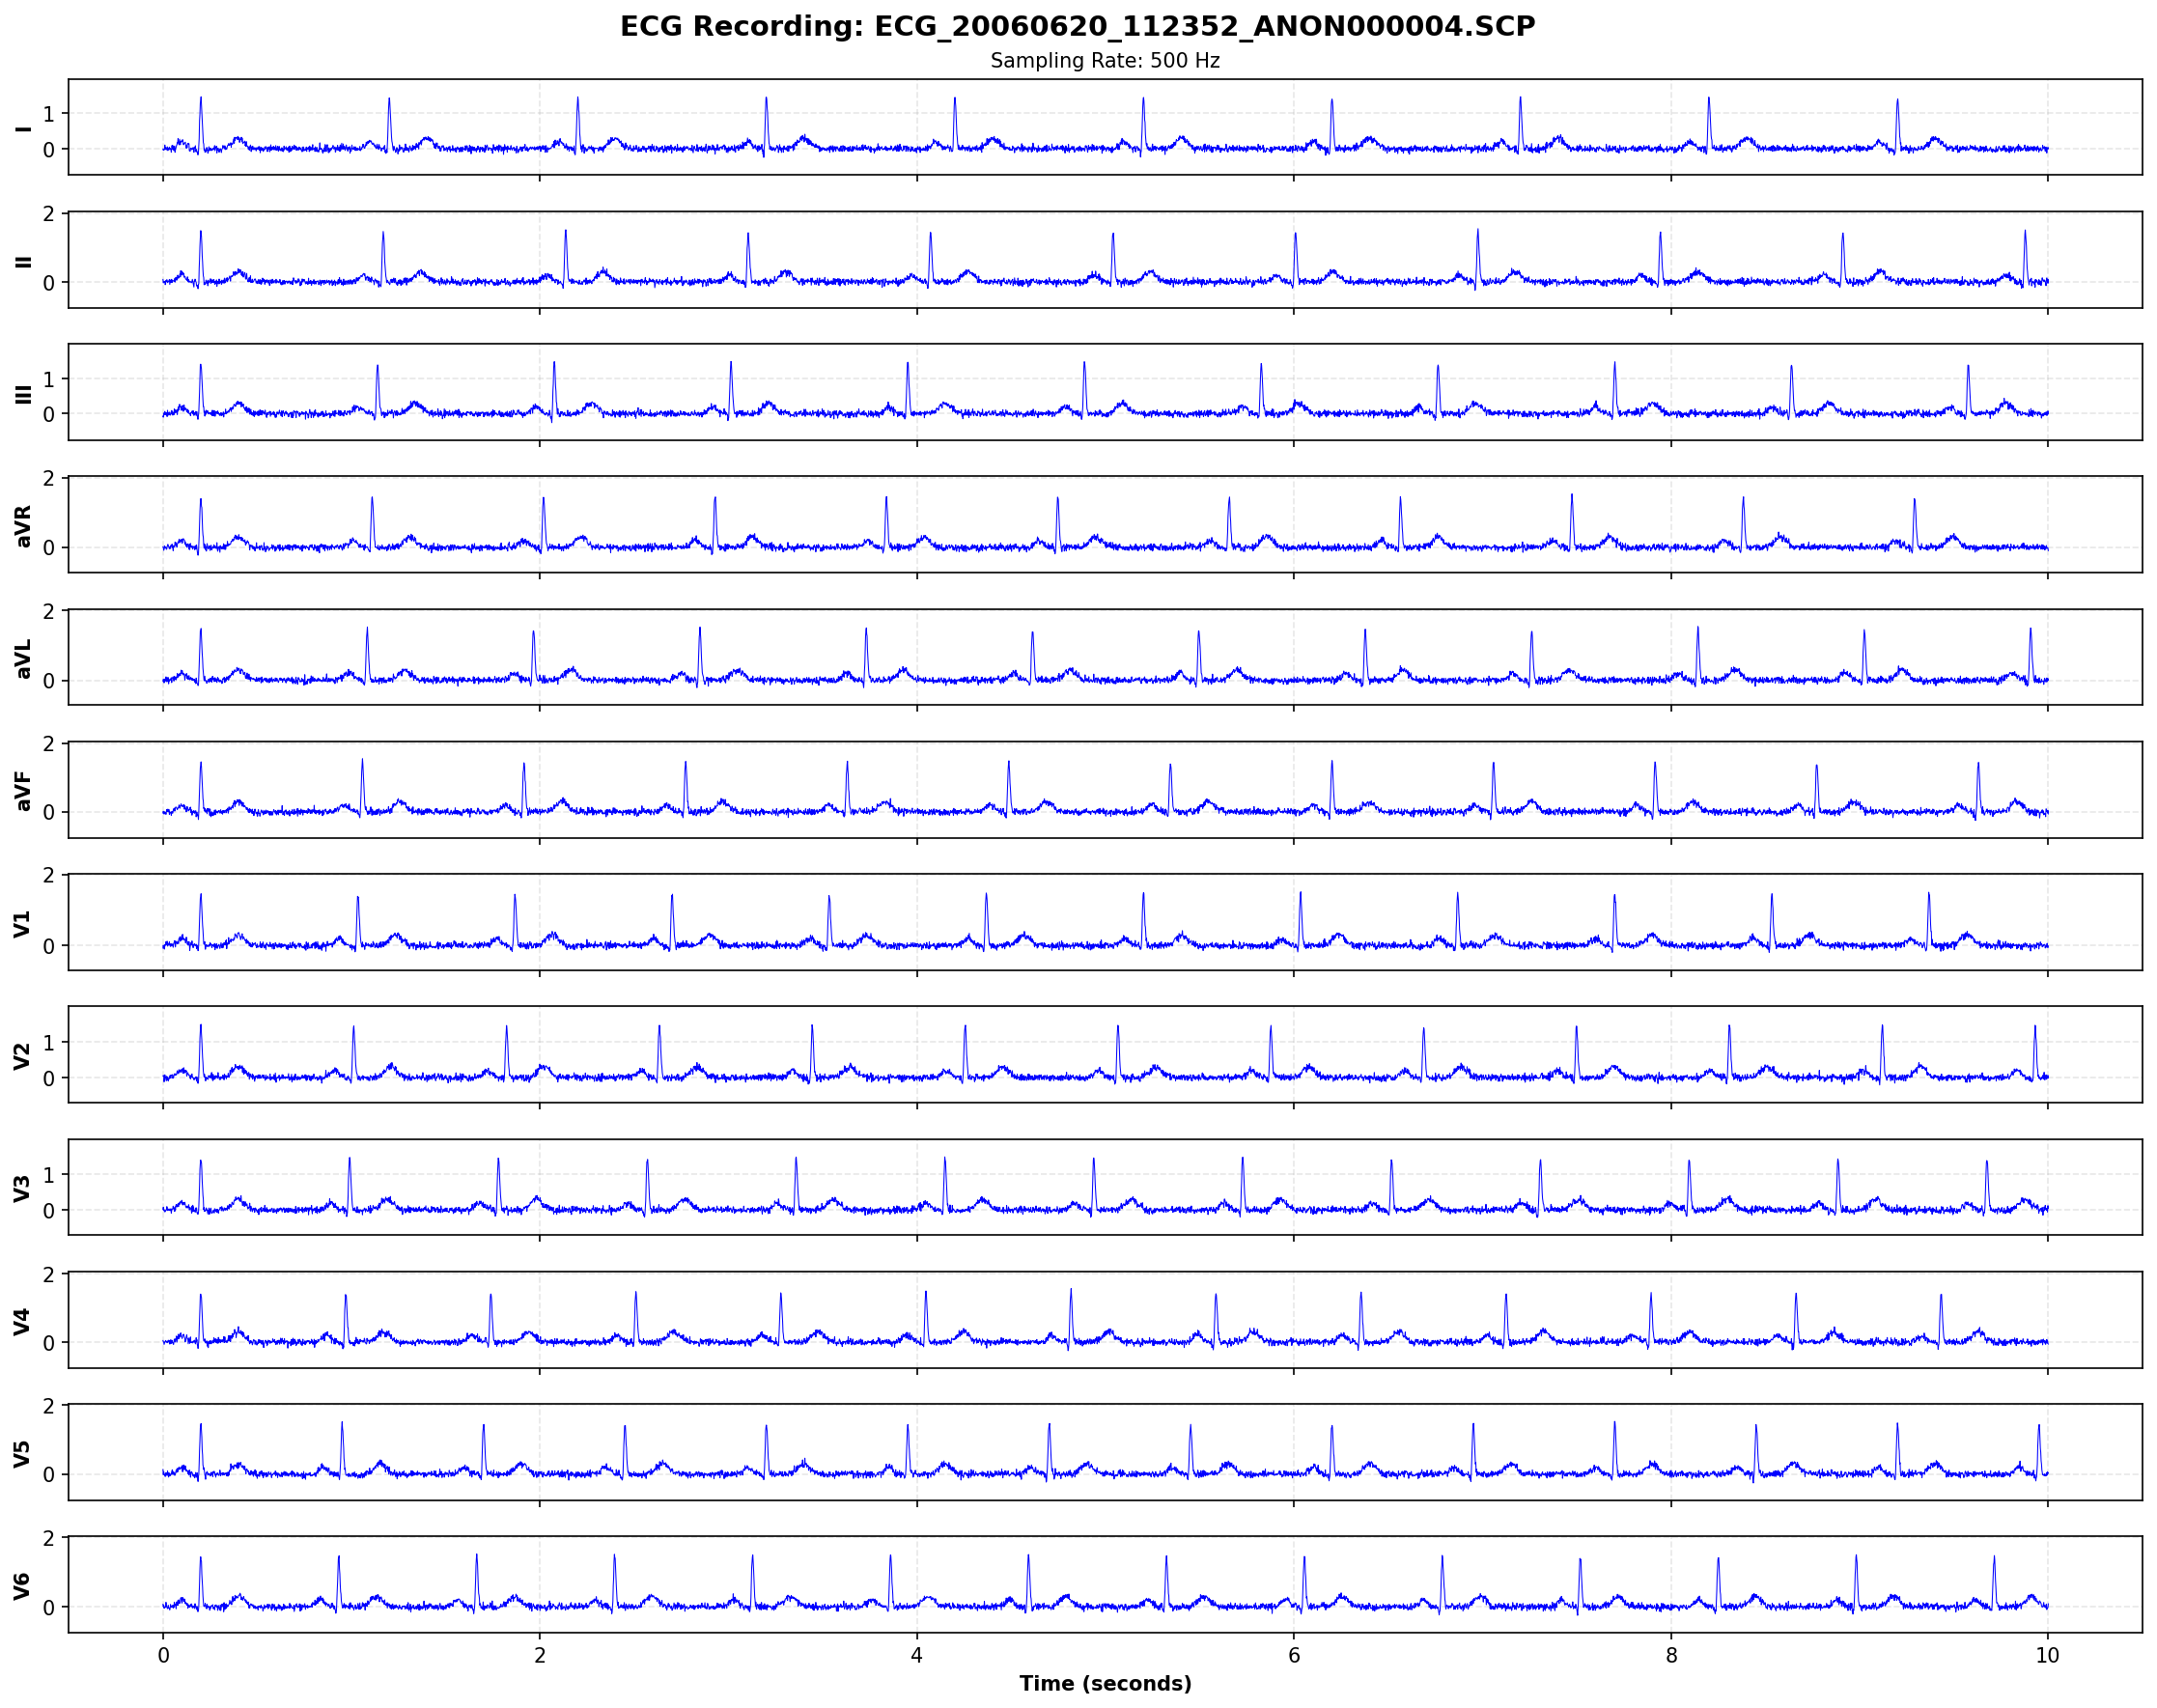 ECG Recording: ECG_20060620_112352_ANON000004.SCP
Sampling Rate: 500 Hz
I
1
0
II
2
0
III
1
0
aVR
2
0
aVL
2
0
aVF
2
0
V1
2
0
V2
1
0
V3
1
0
V4
2
0
V5
2
0
V6
2
0
0 2 4 6 8 10
Time (seconds)